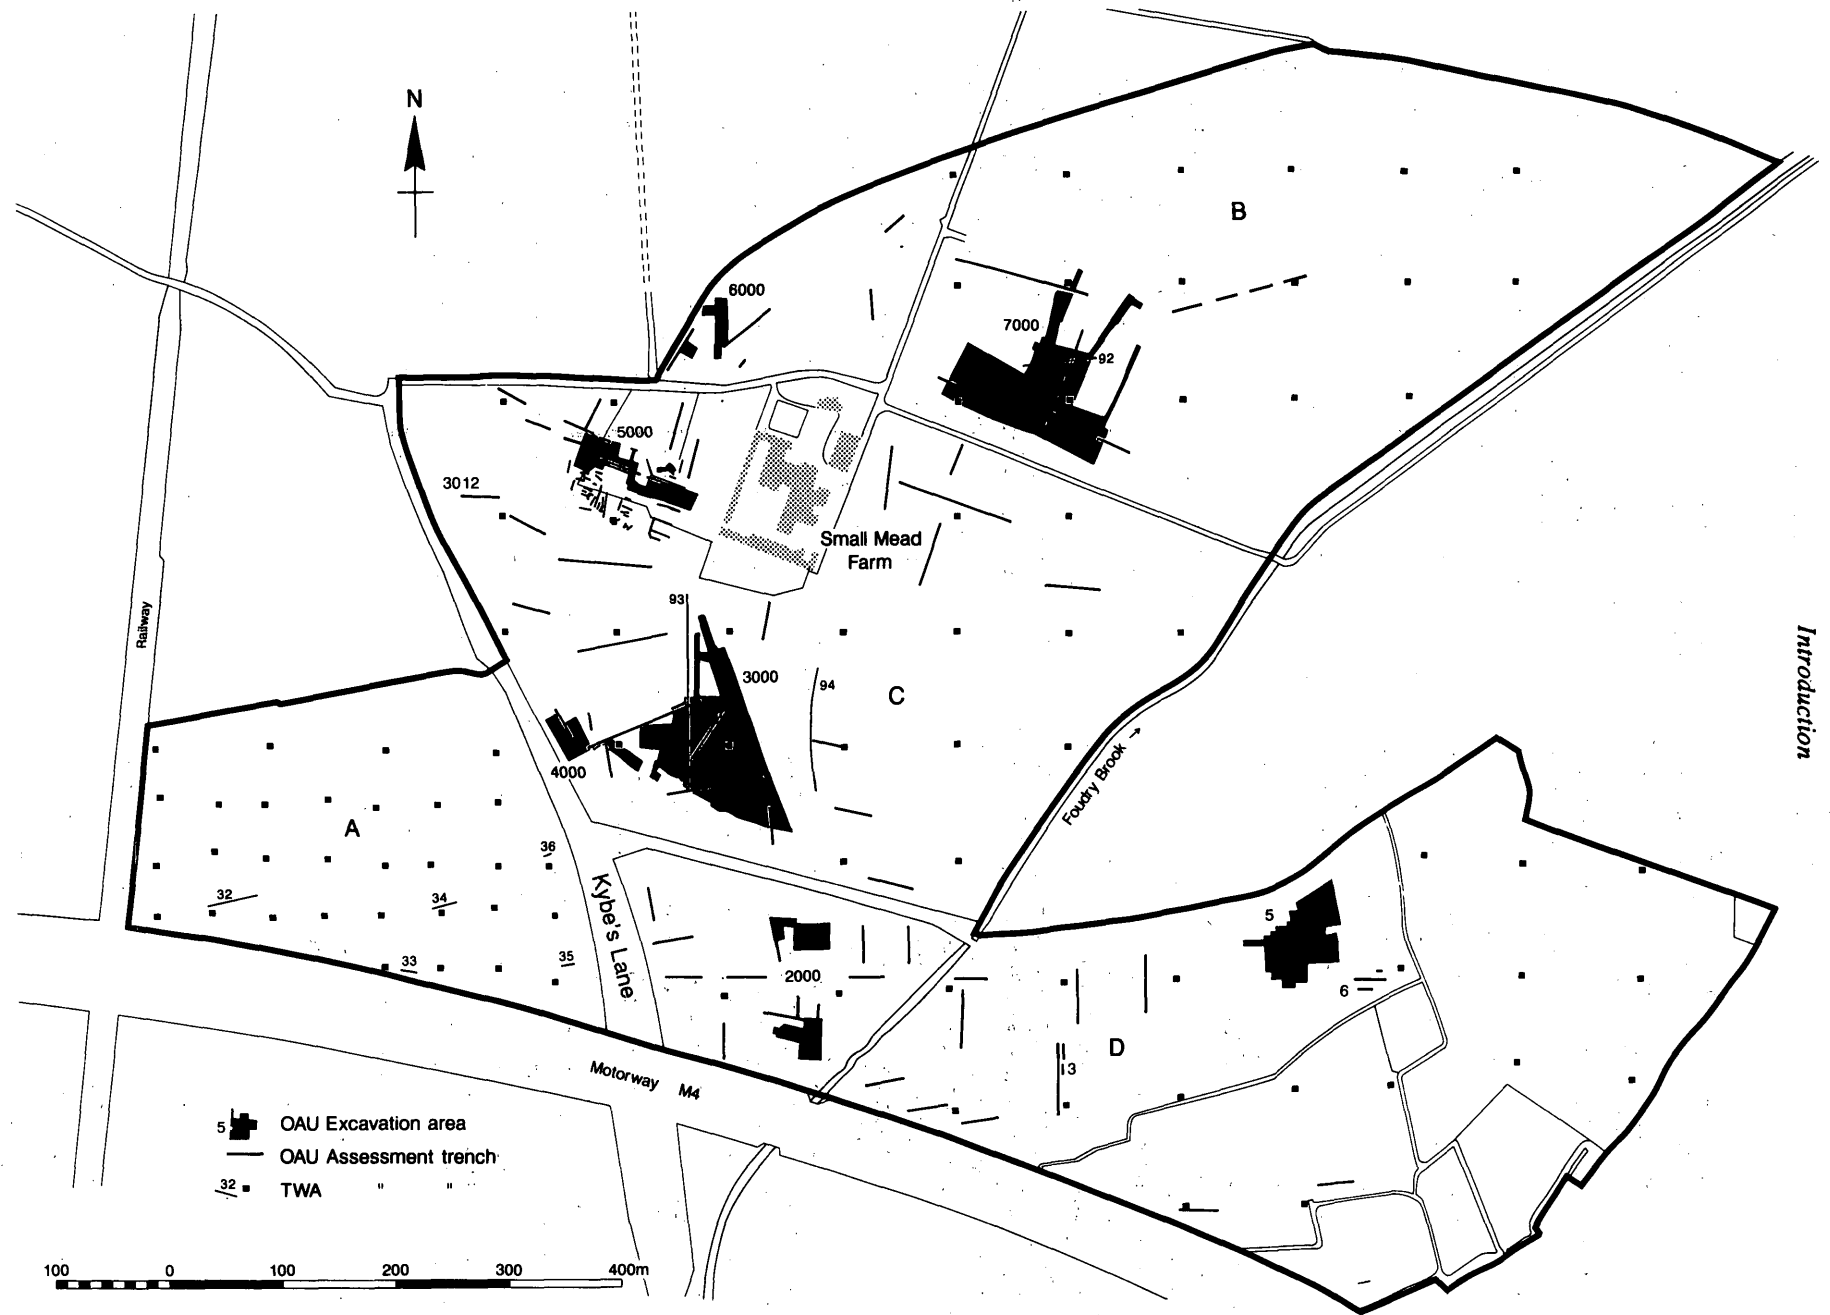 N
B
6000
7000
92
5000
3012
Small Mead
Farm
93
Railway
3000
94
C
Introduction
4000
Foudry Brook →
A
36
32
34
Kybe's Lane
5
33
35
2000
6
D
13
Motorway M4
5 OAU Excavation area
OAU Assessment trench
32 TWA " "
100 0 100 200 300 400m